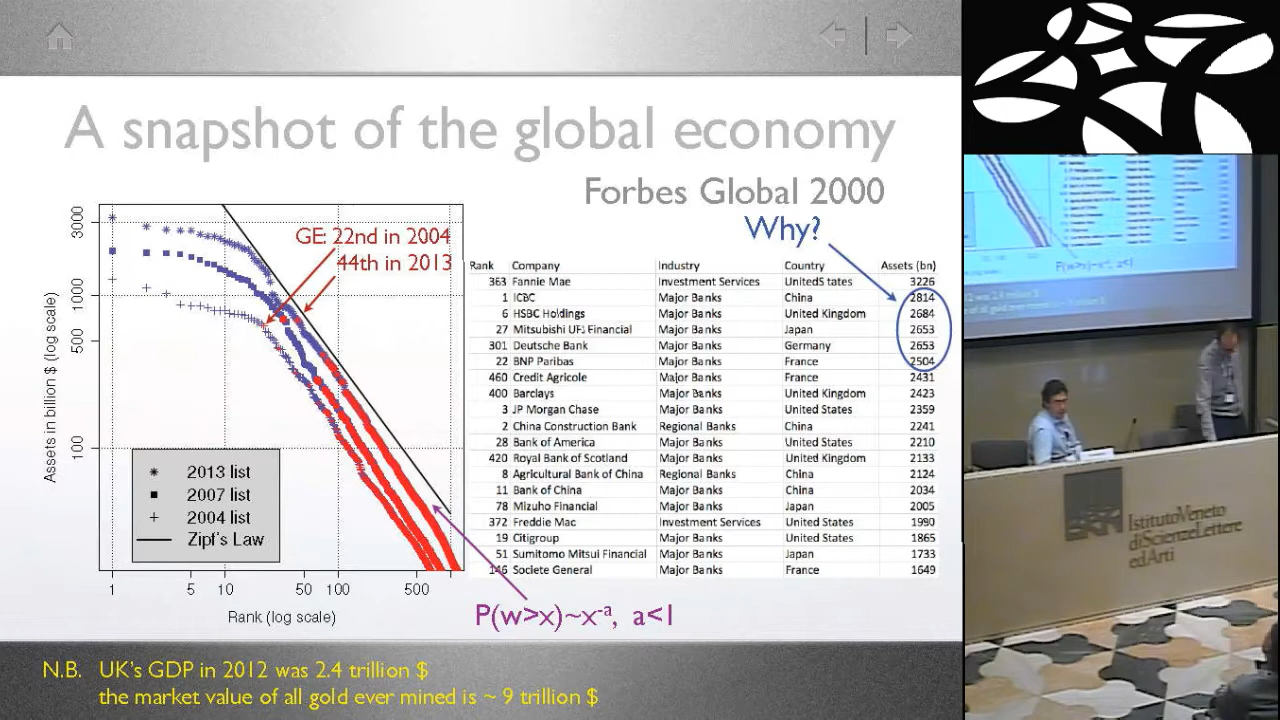 A snapshot of the global economy
Forbes Global 2000
Why?
GE: 22nd in 2004
44th in 2013
3000
1000
500
100
Assets in billion $ (log scale)
2013 list
2007 list
2004 list
Zipf's Law
1 5 10 50 100 500
Rank (log scale)
Rank Company Industry Country Assets (bn)
363 Fannie Mae Investment Services UnitedS tates 3226
1 ICBC Major Banks China 2814
6 HSBC Holdings Major Banks United Kingdom 2684
27 Mitsubishi UFJ Financial Major Banks Japan 2653
301 Deutsche Bank Major Banks Germany 2653
22 BNP Paribas Major Banks France 2504
460 Credit Agricole Major Banks France 2431
400 Barclays Major Banks United Kingdom 2423
3 JP Morgan Chase Major Banks United States 2359
2 China Construction Bank Regional Banks China 2241
28 Bank of America Major Banks United States 2210
420 Royal Bank of Scotland Major Banks United Kingdom 2133
8 Agricultural Bank of China Regional Banks China 2124
11 Bank of China Major Banks China 2034
78 Mizuho Financial Major Banks Japan 2005
372 Freddie Mac Investment Services United States 1990
19 Citigroup Major Banks United States 1865
51 Sumitomo Mitsui Financial Major Banks Japan 1733
146 Societe General Major Banks France 1649
P(w>x)~x-a, a<1
N.B. UK's GDP in 2012 was 2.4 trillion $
the market value of all gold ever mined is ~ 9 trillion $
P(w>x)~x-a, a<1
Istituto Veneto
di Scienze Lettere
ed Arti